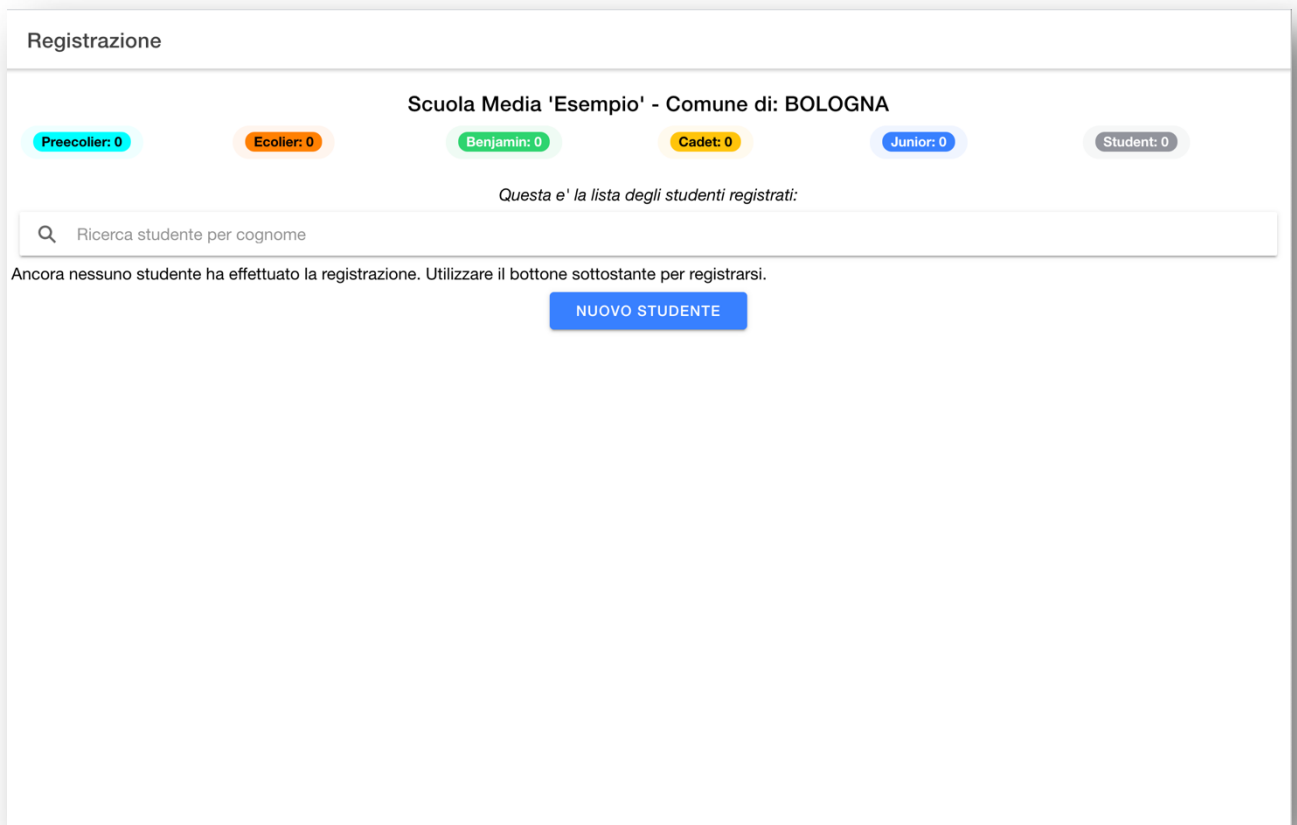 Registrazione
Scuola Media 'Esempio' - Comune di: BOLOGNA
Preecolier: 0 Ecolier: 0 Benjamin: 0 Cadet: 0 Junior: 0 Student: 0
Questa e' la lista degli studenti registrati:
Ricerca studente per cognome
Ancora nessuno studente ha effettuato la registrazione. Utilizzare il bottone sottostante per registrarsi.
NUOVO STUDENTE